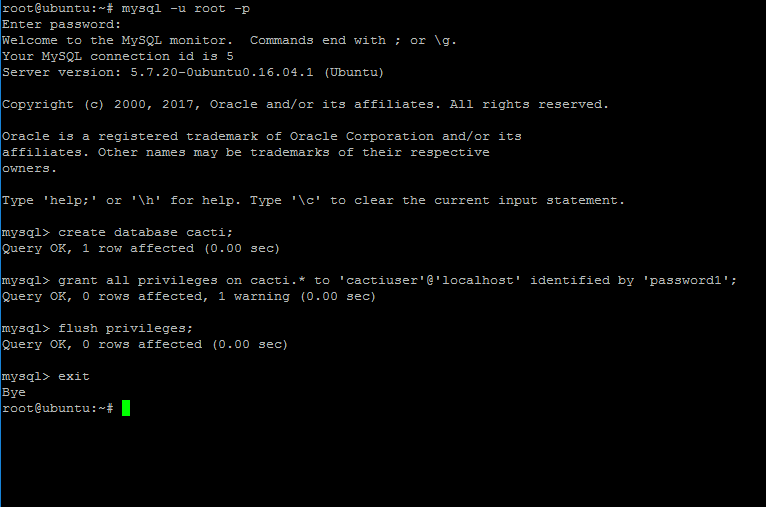 root@ubuntu:~# mysql -u root -p
Enter password:
Welcome to the MySQL monitor.  Commands end with ; or \g.
Your MySQL connection id is 5
Server version: 5.7.20-0ubuntu0.16.04.1 (Ubuntu)
Copyright (c) 2000, 2017, Oracle and/or its affiliates. All rights reserved.
Oracle is a registered trademark of Oracle Corporation and/or its
affiliates. Other names may be trademarks of their respective
owners.
Type 'help;' or '\h' for help. Type '\c' to clear the current input statement.
mysql> create database cacti;
Query OK, 1 row affected (0.00 sec)
mysql> grant all privileges on cacti.* to 'cactiuser'@'localhost' identified by 'password1';
Query OK, 0 rows affected, 1 warning (0.00 sec)
mysql> flush privileges;
Query OK, 0 rows affected (0.00 sec)
mysql> exit
Bye
root@ubuntu:~#